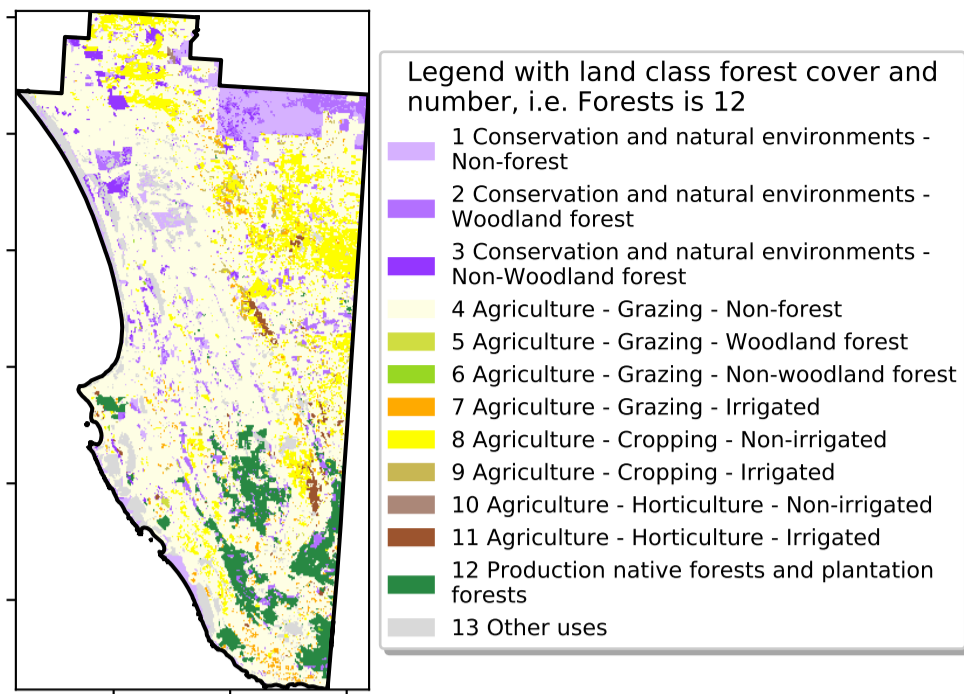 Legend with land class forest cover and
number, i.e. Forests is 12
1 Conservation and natural environments -
Non-forest
2 Conservation and natural environments -
Woodland forest
3 Conservation and natural environments -
Non-Woodland forest
4 Agriculture - Grazing - Non-forest
5 Agriculture - Grazing - Woodland forest
6 Agriculture - Grazing - Non-woodland forest
7 Agriculture - Grazing - Irrigated
8 Agriculture - Cropping - Non-irrigated
9 Agriculture - Cropping - Irrigated
10 Agriculture - Horticulture - Non-irrigated
11 Agriculture - Horticulture - Irrigated
12 Production native forests and plantation
forests
13 Other uses